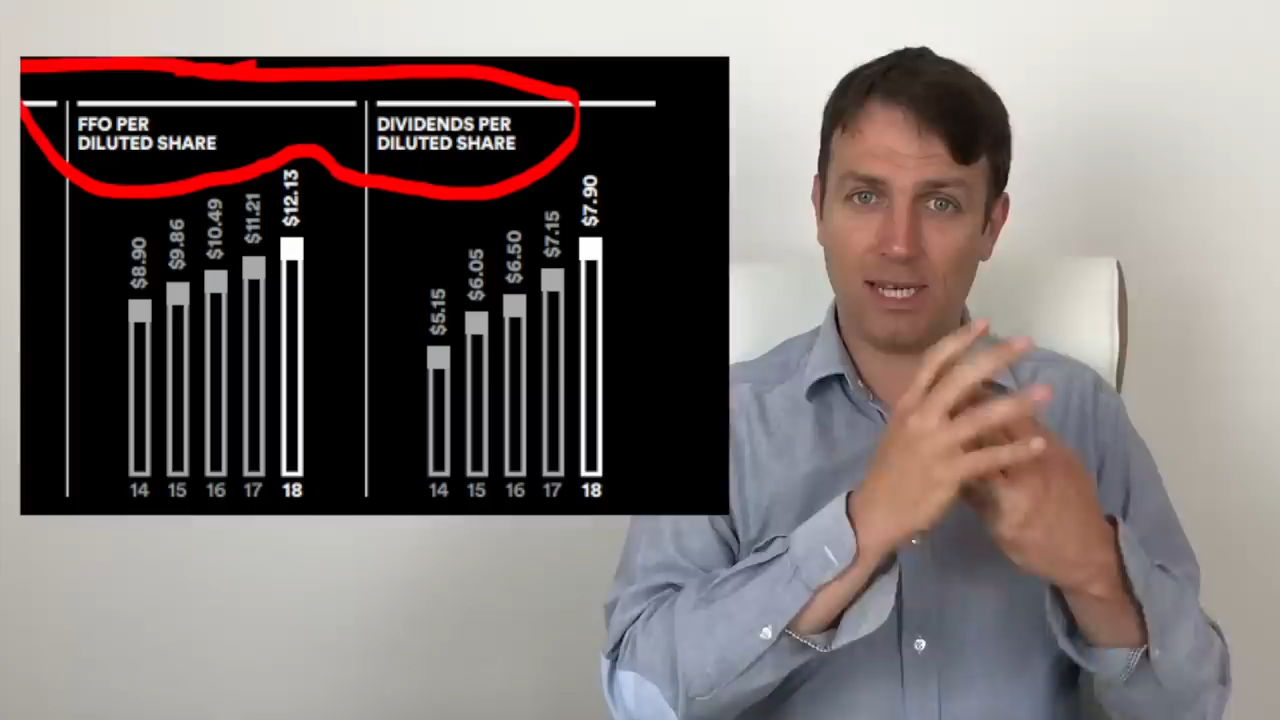 FFO PER
DILUTED SHARE
$8.90
$9.86
$10.49
$11.21
$12.13
14 15 16 17 18
DIVIDENDS PER
DILUTED SHARE
$5.15
$6.05
$6.50
$7.15
$7.90
14 15 16 17 18